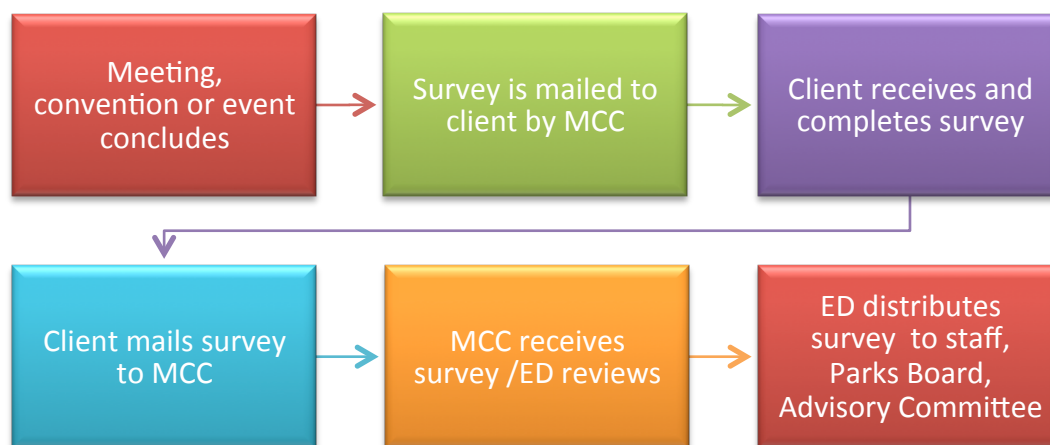 Meeting,
convention or event
concludes
Survey is mailed to
client by MCC
Client receives and
completes survey
Client mails survey
to MCC
MCC receives
survey /ED reviews
ED distributes
survey  to staff,
Parks Board,
Advisory Committee